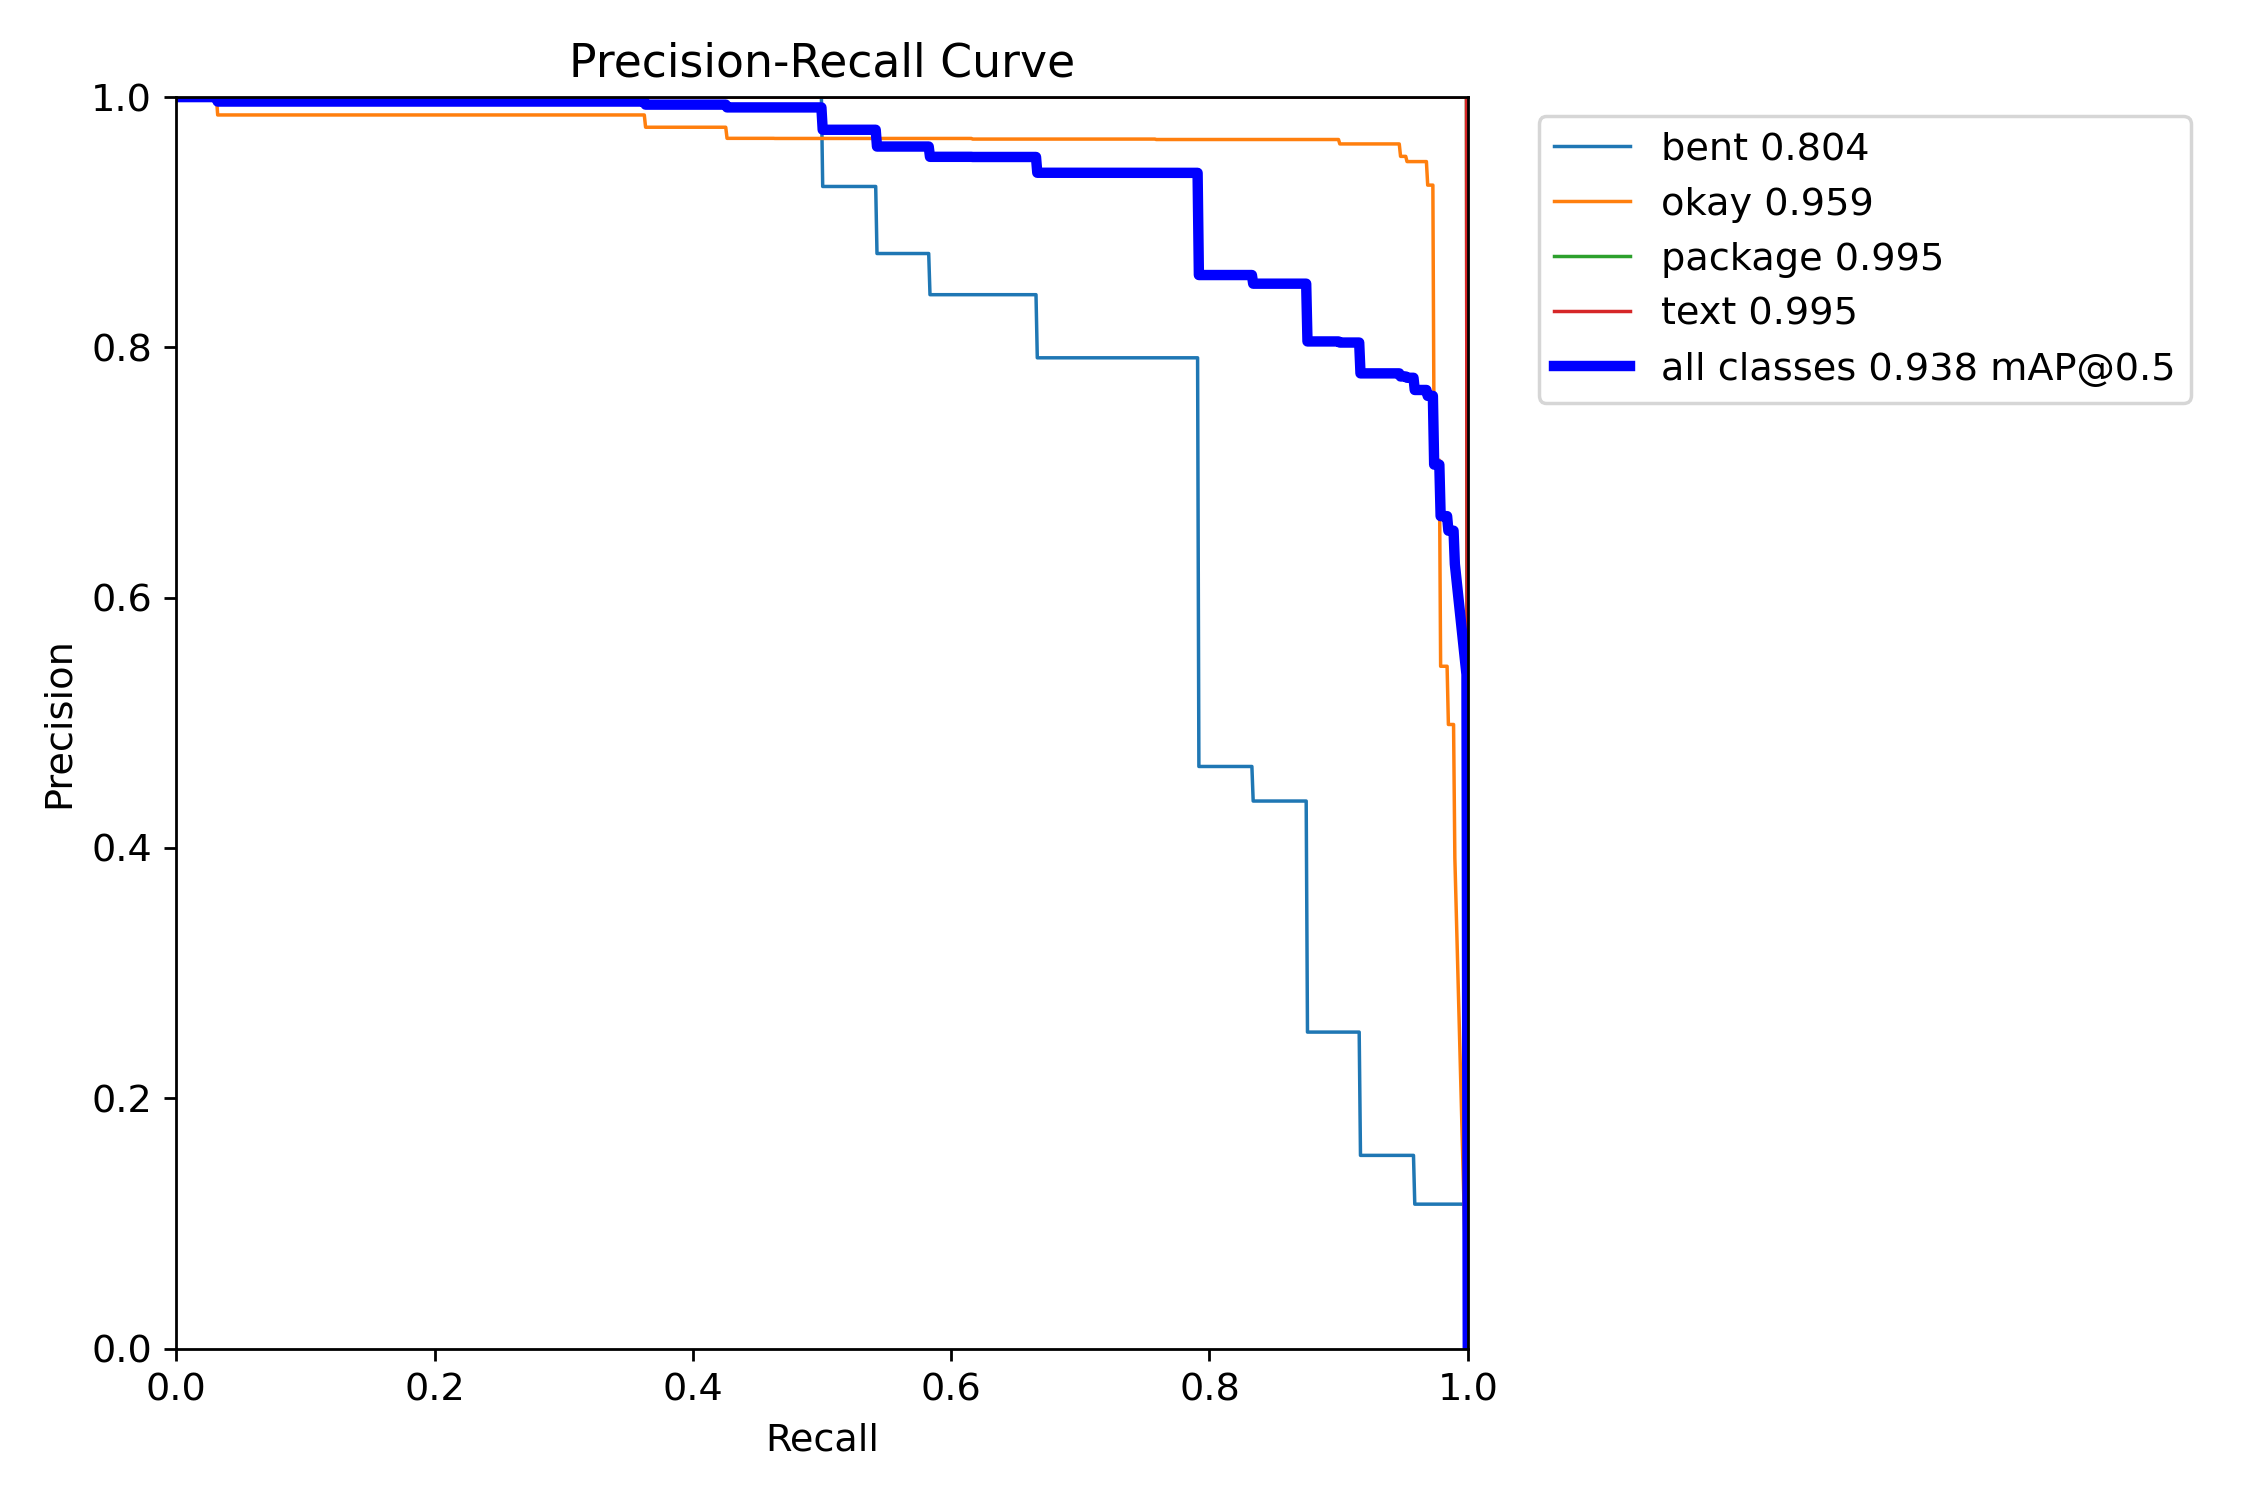 Precision-Recall Curve
1.0
0.8
0.6
0.4
0.2
0.0
Precision
0.0 0.2 0.4 0.6 0.8 1.0
Recall
bent 0.804
okay 0.959
package 0.995
text 0.995
all classes 0.938 mAP@0.5